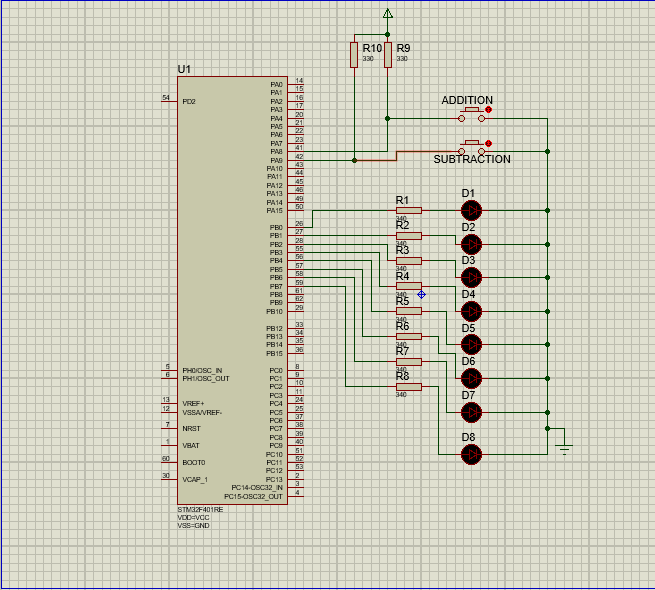 R10 R9
330 330
U1
ADDITION
SUBTRACTION
54 PD2
5 PH0/OSC_IN
6 PH1/OSC_OUT
13 VREF+
12 VSSA/VREF-
7 NRST
1 VBAT
60 BOOT0
30 VCAP_1
PA0 14
PA1 15
PA2 16
PA3 17
PA4 20
PA5 21
PA6 22
PA7 23
PA8 41
PA9 42
PA10 43
PA11 44
PA12 45
PA13 46
PA14 49
PA15 50
PB0 26
PB1 27
PB2 28
PB3 55
PB4 56
PB5 57
PB6 58
PB7 59
PB8 61
PB9 62
PB10 29
PB12 33
PB13 34
PB14 35
PB15 36
PC0 8
PC1 9
PC2 10
PC3 11
PC4 24
PC5 25
PC6 37
PC7 38
PC8 39
PC9 40
PC10 51
PC11 52
PC12 53
PC13 2
PC14-OSC32_IN 3
PC15-OSC32_OUT 4
STM32F401RE
VDD=VCC
VSS=GND
R1
340
R2
340
R3
340
R4
340
R5
340
R6
340
R7
340
R8
340
D1
D2
D3
D4
D5
D6
D7
D8